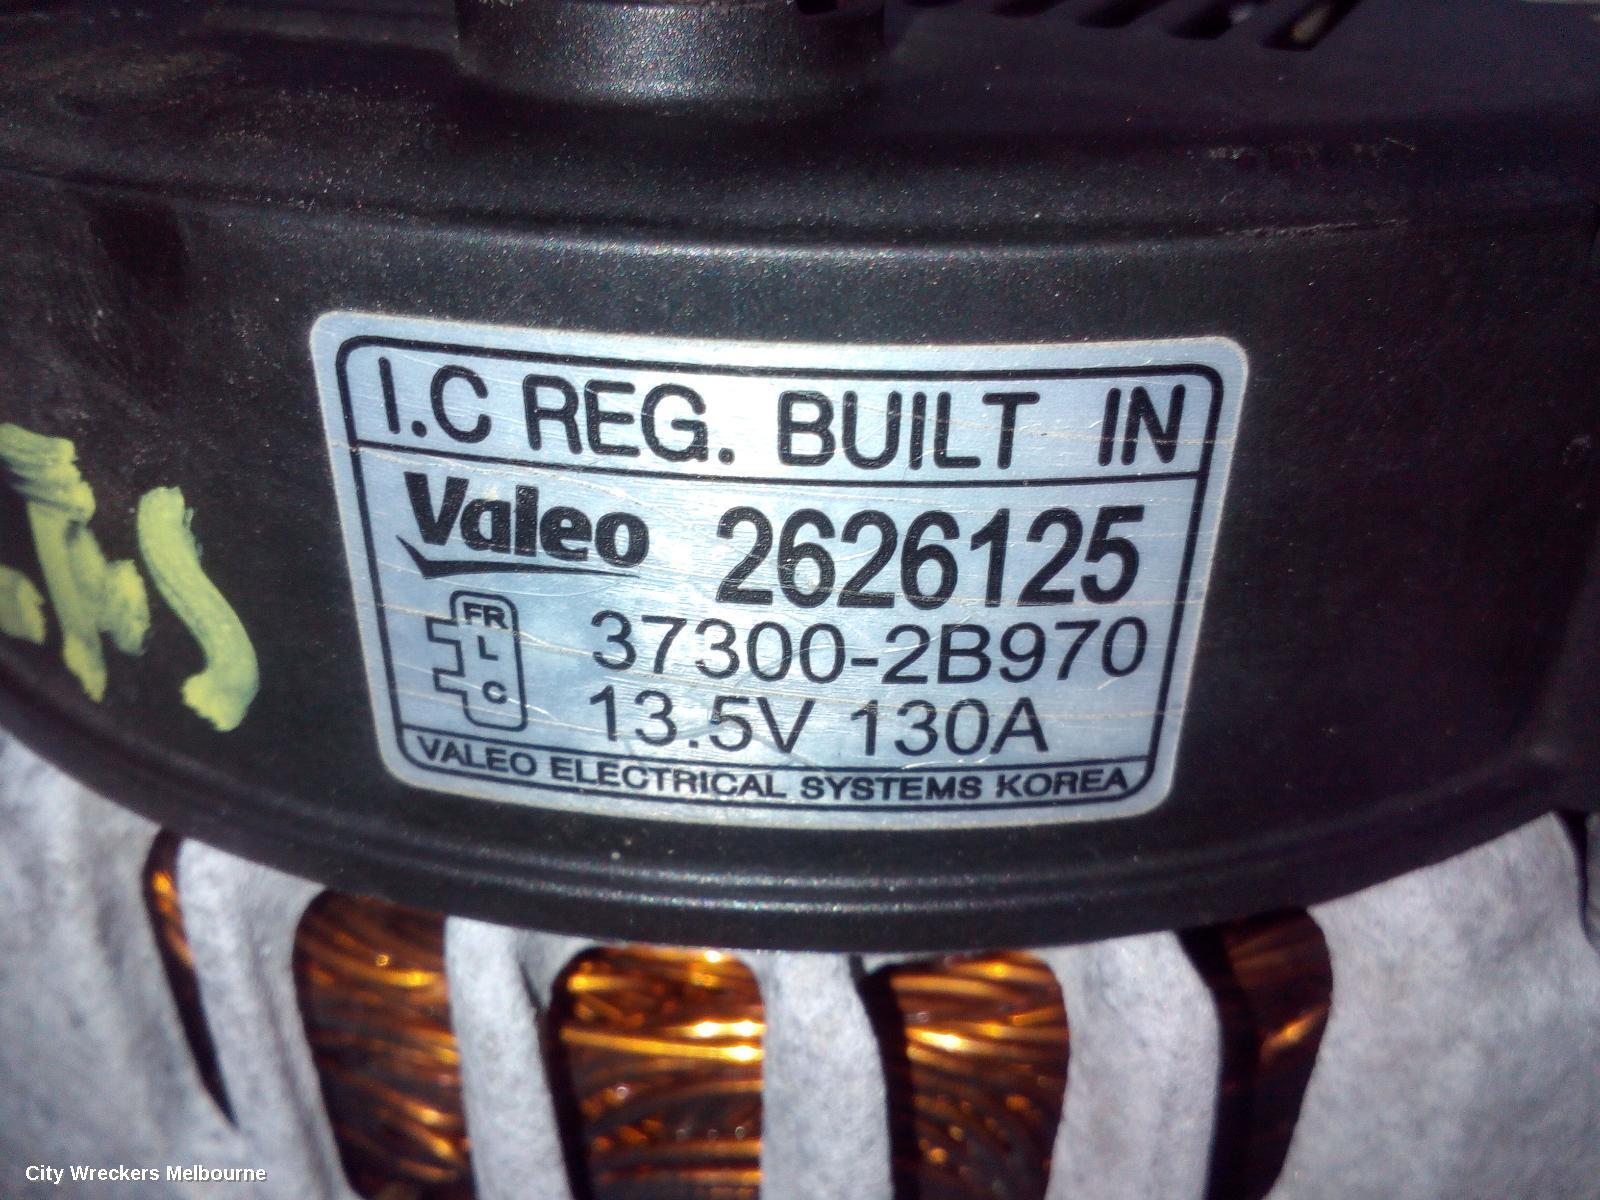 I.C REG. BUILT IN
Valeo 2626125
FR
L
C
37300-2B970
13.5V 130A
VALEO ELECTRICAL SYSTEMS KOREA
City Wreckers Melbourne